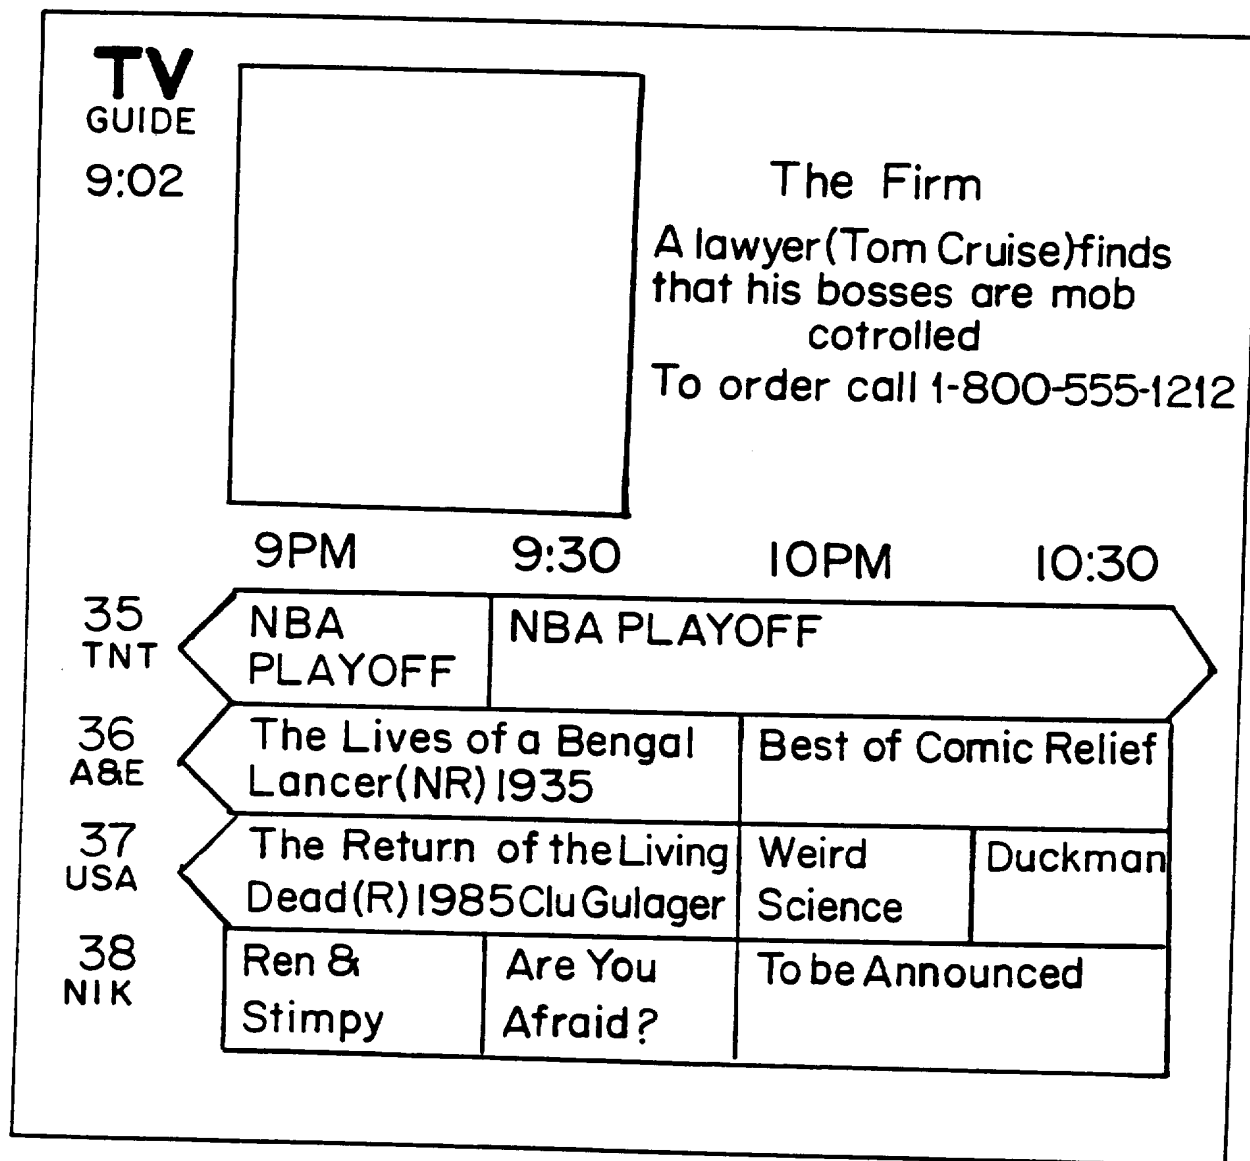 TV
GUIDE
9:02
The Firm
A lawyer (Tom Cruise) finds
that his bosses are mob
cotrolled
To order call 1-800-555-1212
9PM 9:30 10PM 10:30
35
TNT
NBA
PLAYOFF
NBA PLAYOFF
36
A&E
The Lives of a Bengal
Lancer (NR) 1935
Best of Comic Relief
37
USA
The Return of the Living
Dead (R) 1985 Clu Gulager
Weird
Science
Duckman
38
NIK
Ren &
Stimpy
Are You
Afraid?
To be Announced